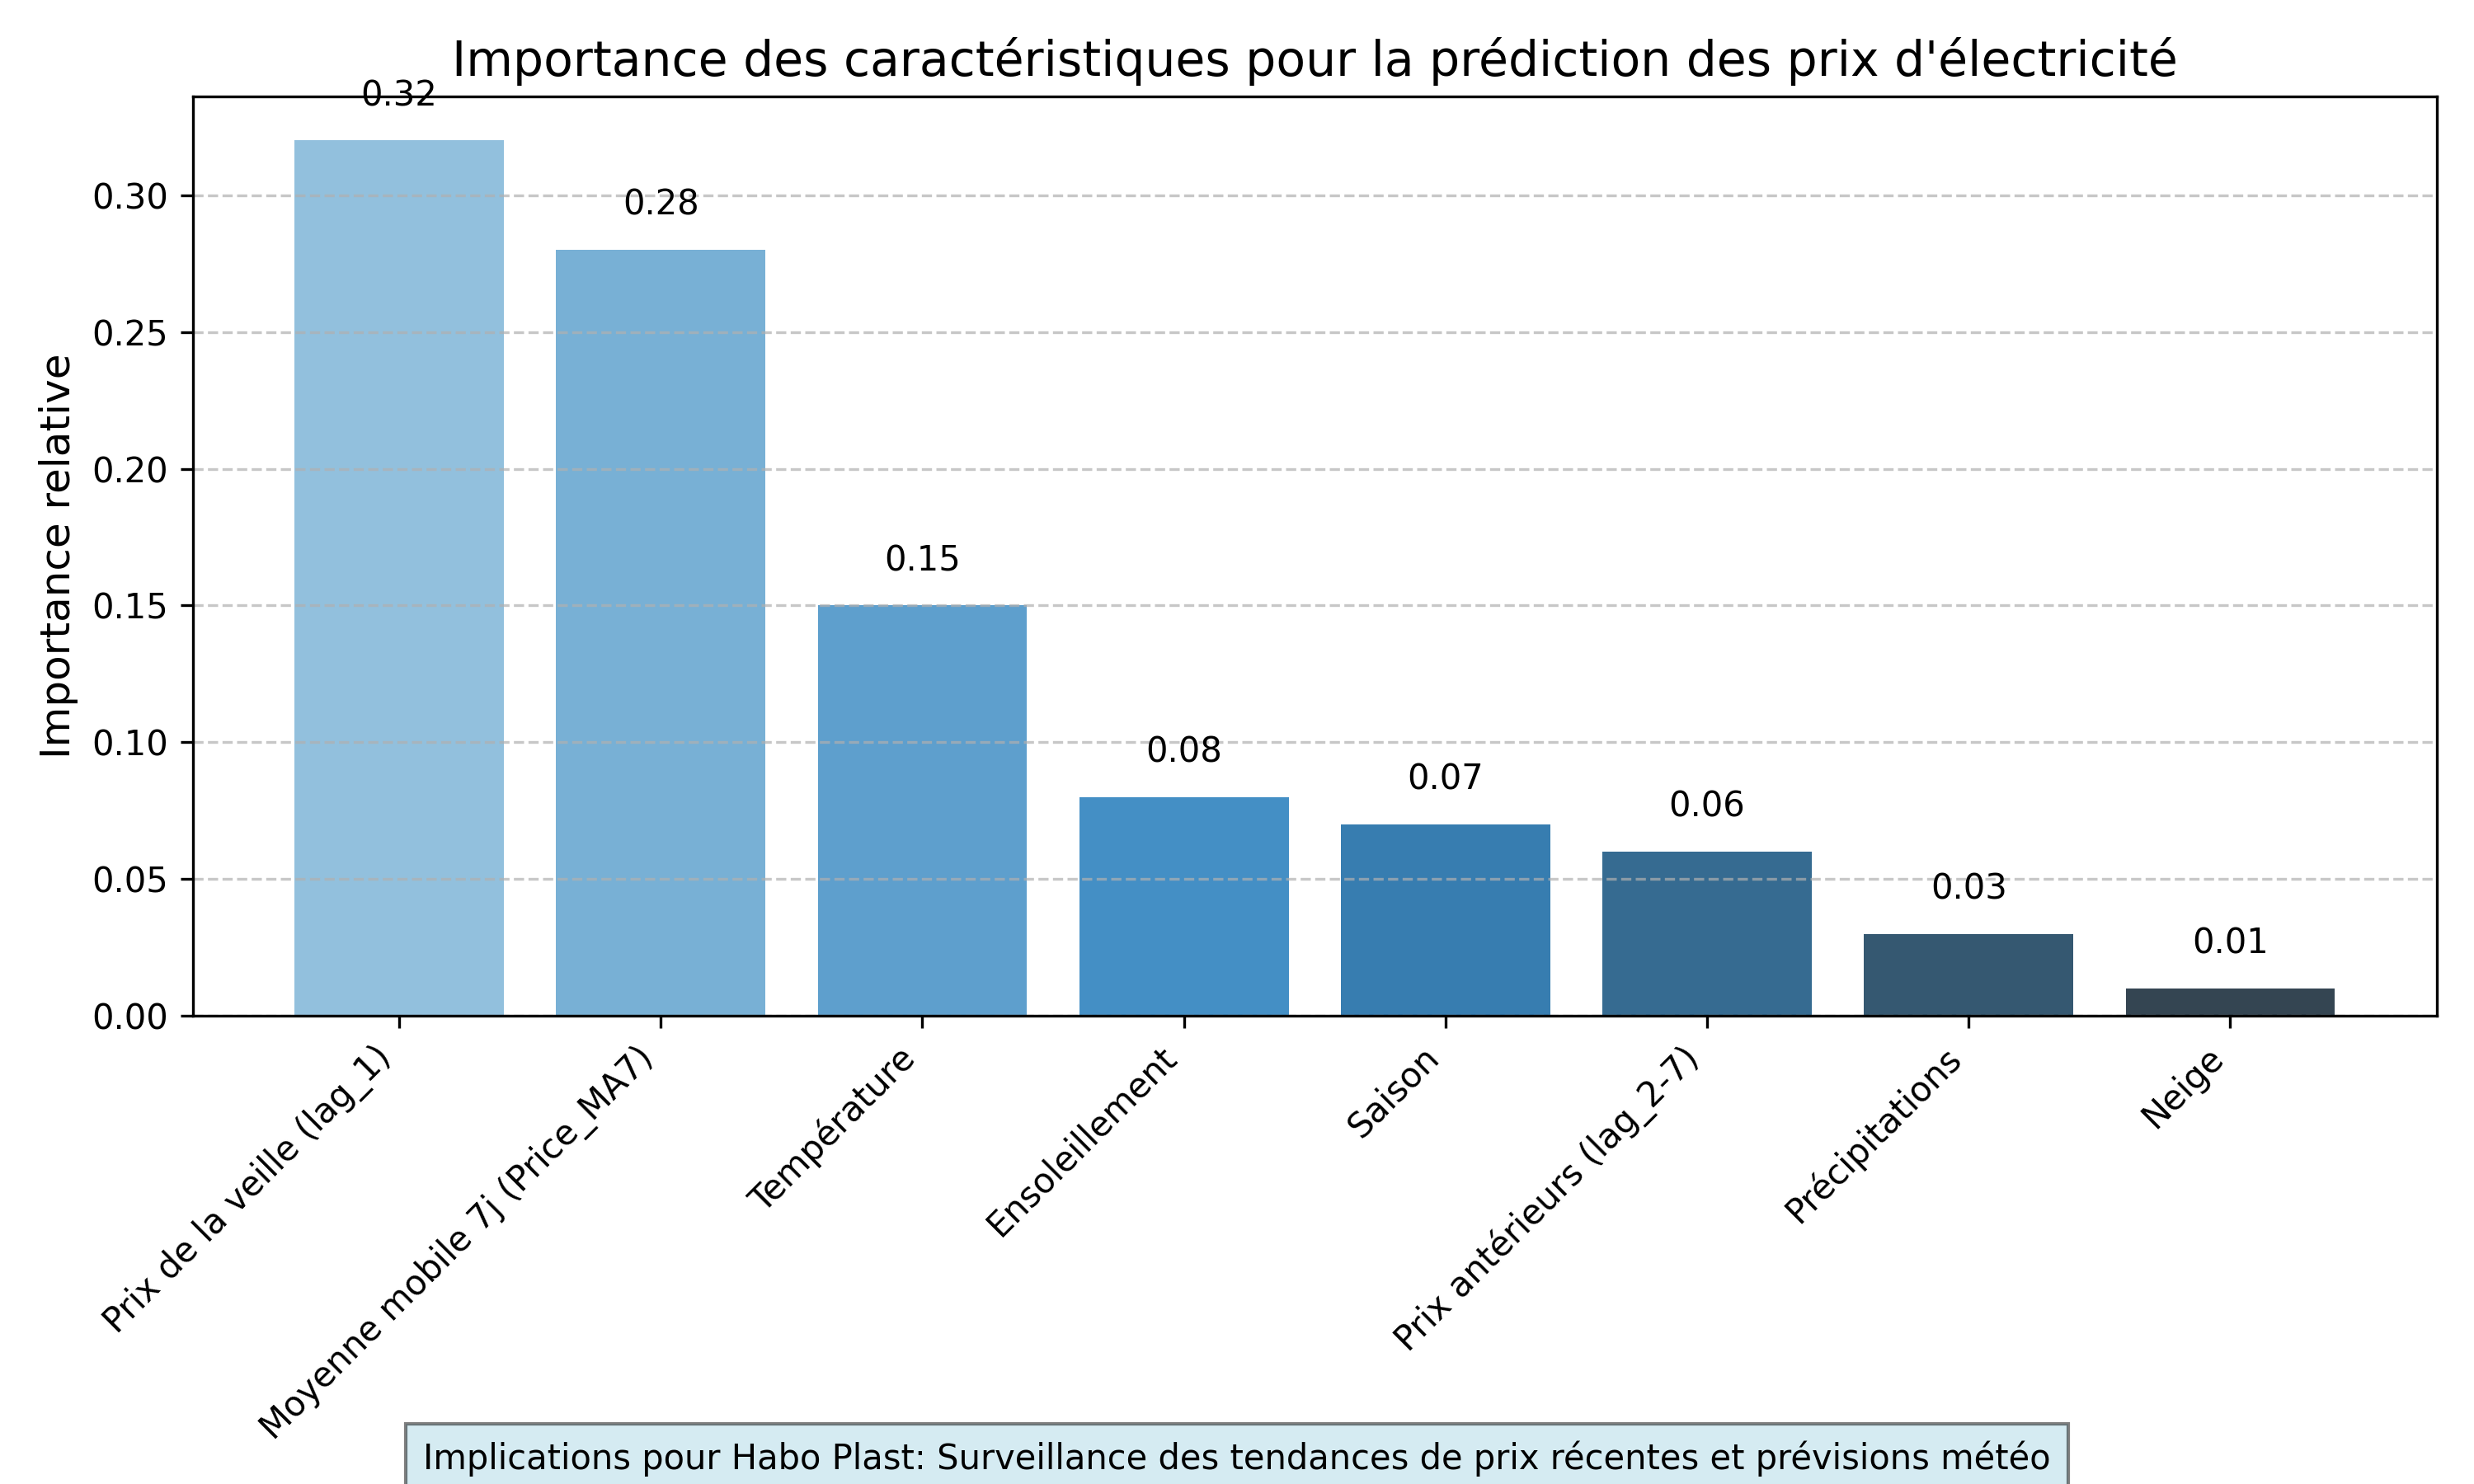 Importance des caractéristiques pour la prédiction des prix d'électricité
Importance relative
0.30
0.25
0.20
0.15
0.10
0.05
0.00
0.32
0.28
0.15
0.08
0.07
0.06
0.03
0.01
Prix de la veille (lag_1)
Moyenne mobile 7j (Price_MA7)
Température
Ensoleillement
Saison
Prix antérieurs (lag_2-7)
Précipitations
Neige
Implications pour Habo Plast: Surveillance des tendances de prix récentes et prévisions météo